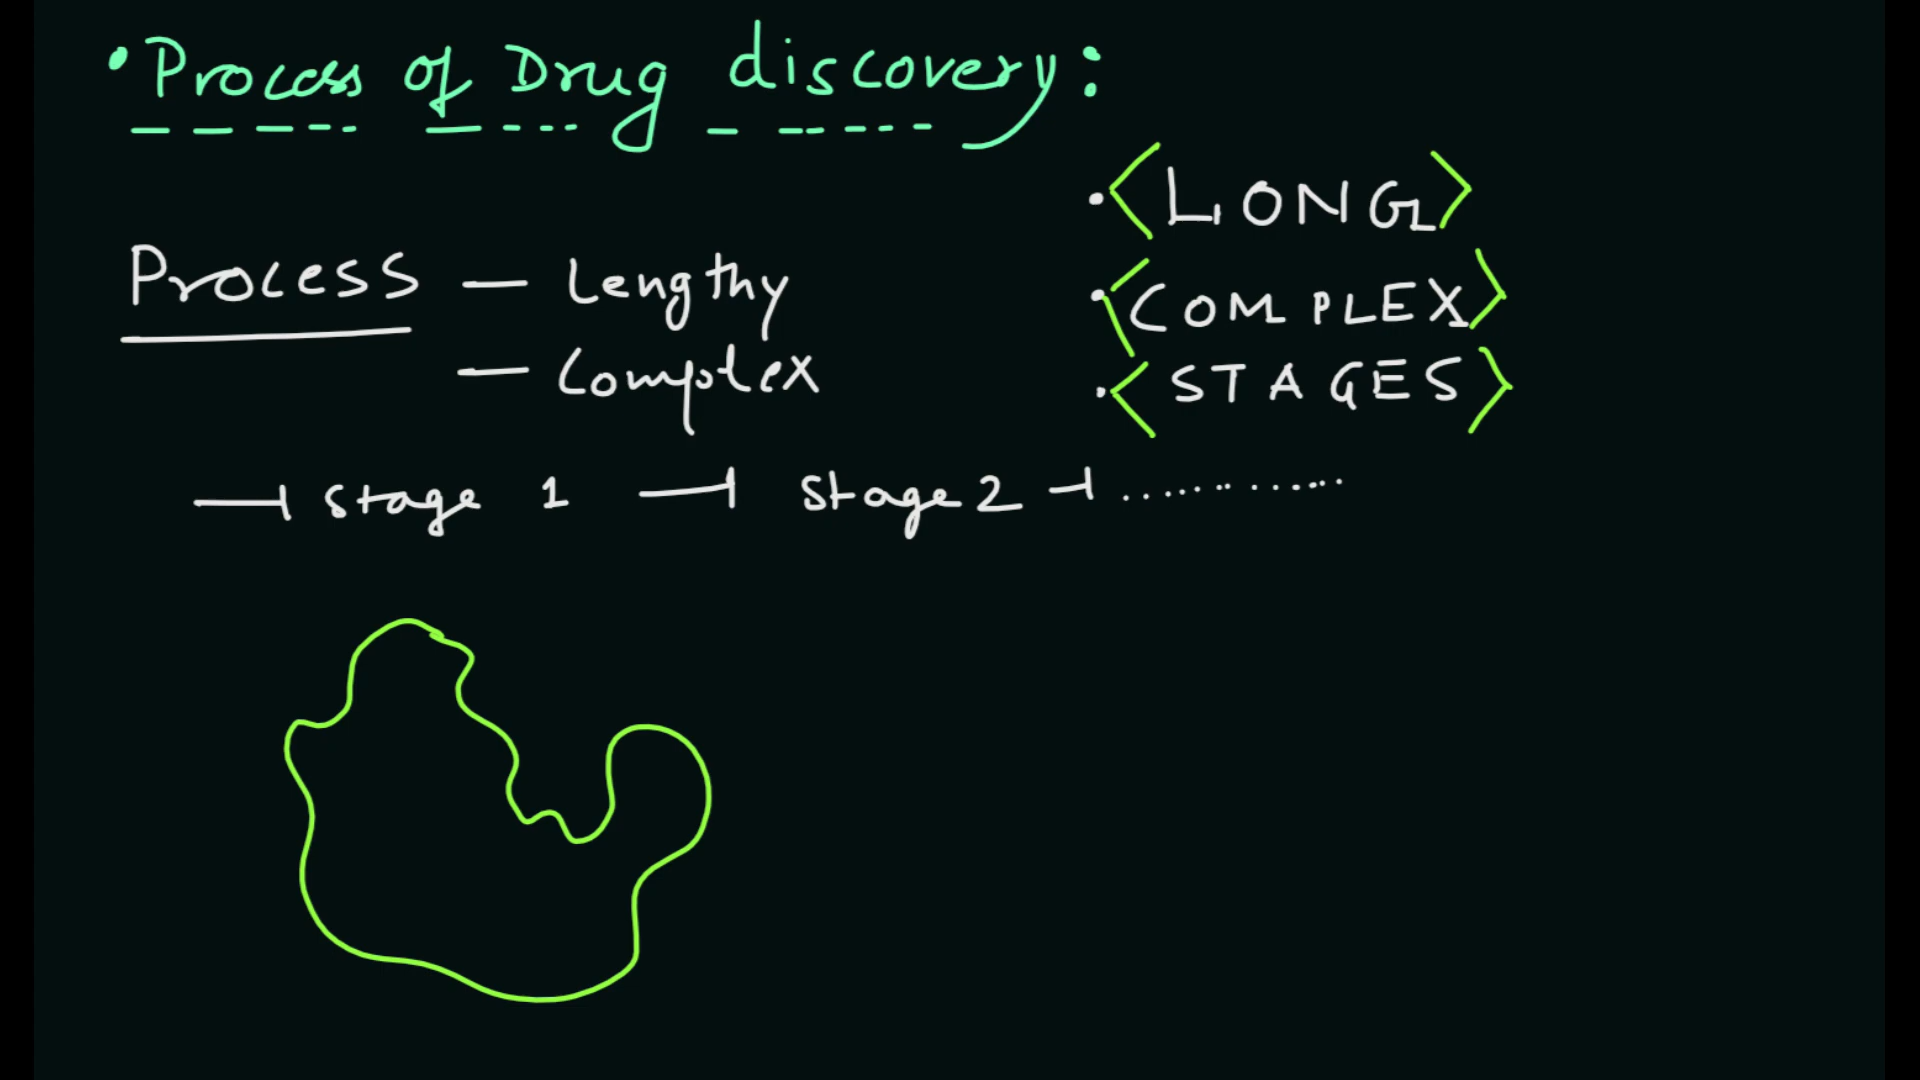 • Process of Drug discovery:
Process — Lengthy
— Complex
• <LONG>
• <COMPLEX>
• <STAGES>
—| Stage 1 —| Stage 2 —| ............